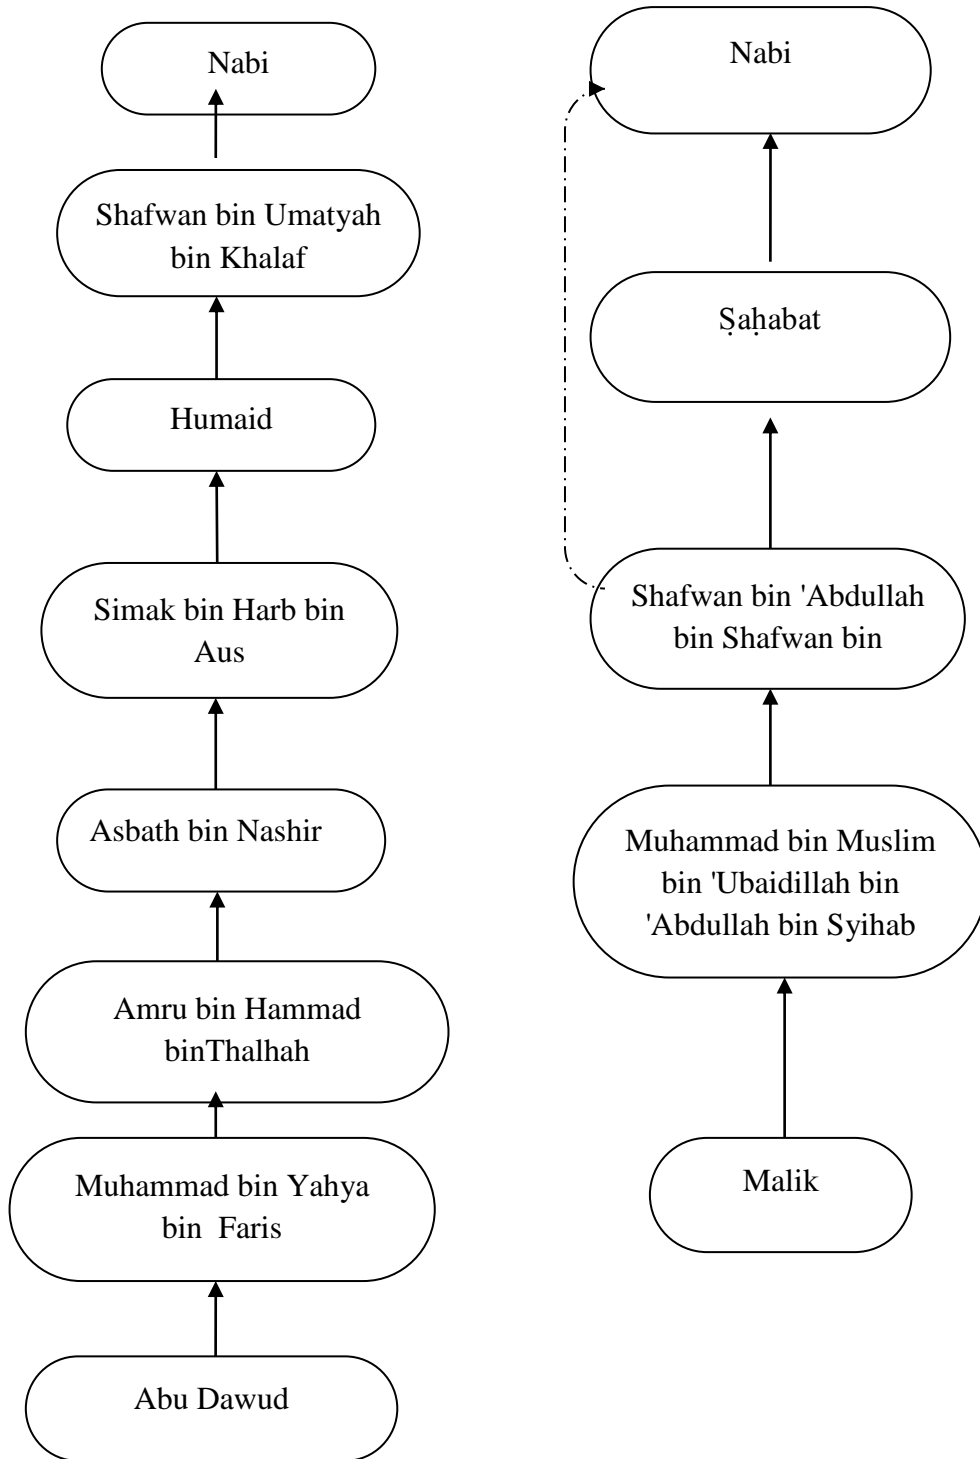 Nabi
Shafwan bin Umatyah
bin Khalaf
Humaid
Simak bin Harb bin
Aus
Asbath bin Nashir
Amru bin Hammad
binThalhah
Muhammad bin Yahya
bin  Faris
Abu Dawud
Nabi
Ṣaḥabat
Shafwan bin 'Abdullah
bin Shafwan bin
Muhammad bin Muslim
bin 'Ubaidillah bin
'Abdullah bin Syihab
Malik